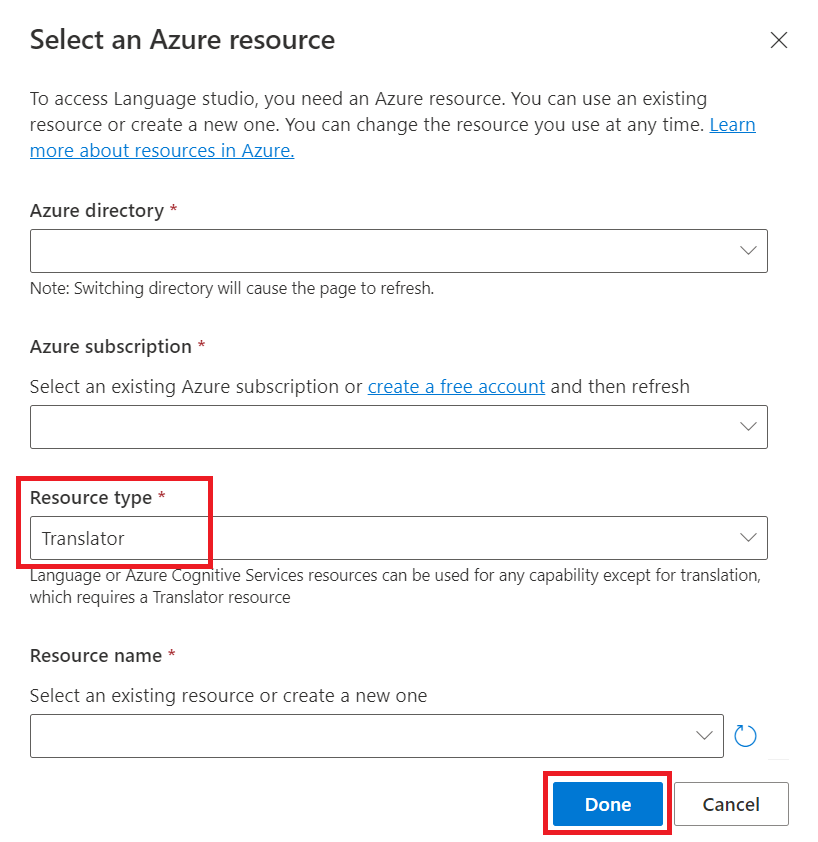 Select an Azure resource
To access Language studio, you need an Azure resource. You can use an existing
resource or create a new one. You can change the resource you use at any time. Learn
more about resources in Azure.
Azure directory *
Note: Switching directory will cause the page to refresh.
Azure subscription *
Select an existing Azure subscription or create a free account and then refresh
Resource type *
Translator
Language or Azure Cognitive Services resources can be used for any capability except for translation,
which requires a Translator resource
Resource name *
Select an existing resource or create a new one
Done
Cancel